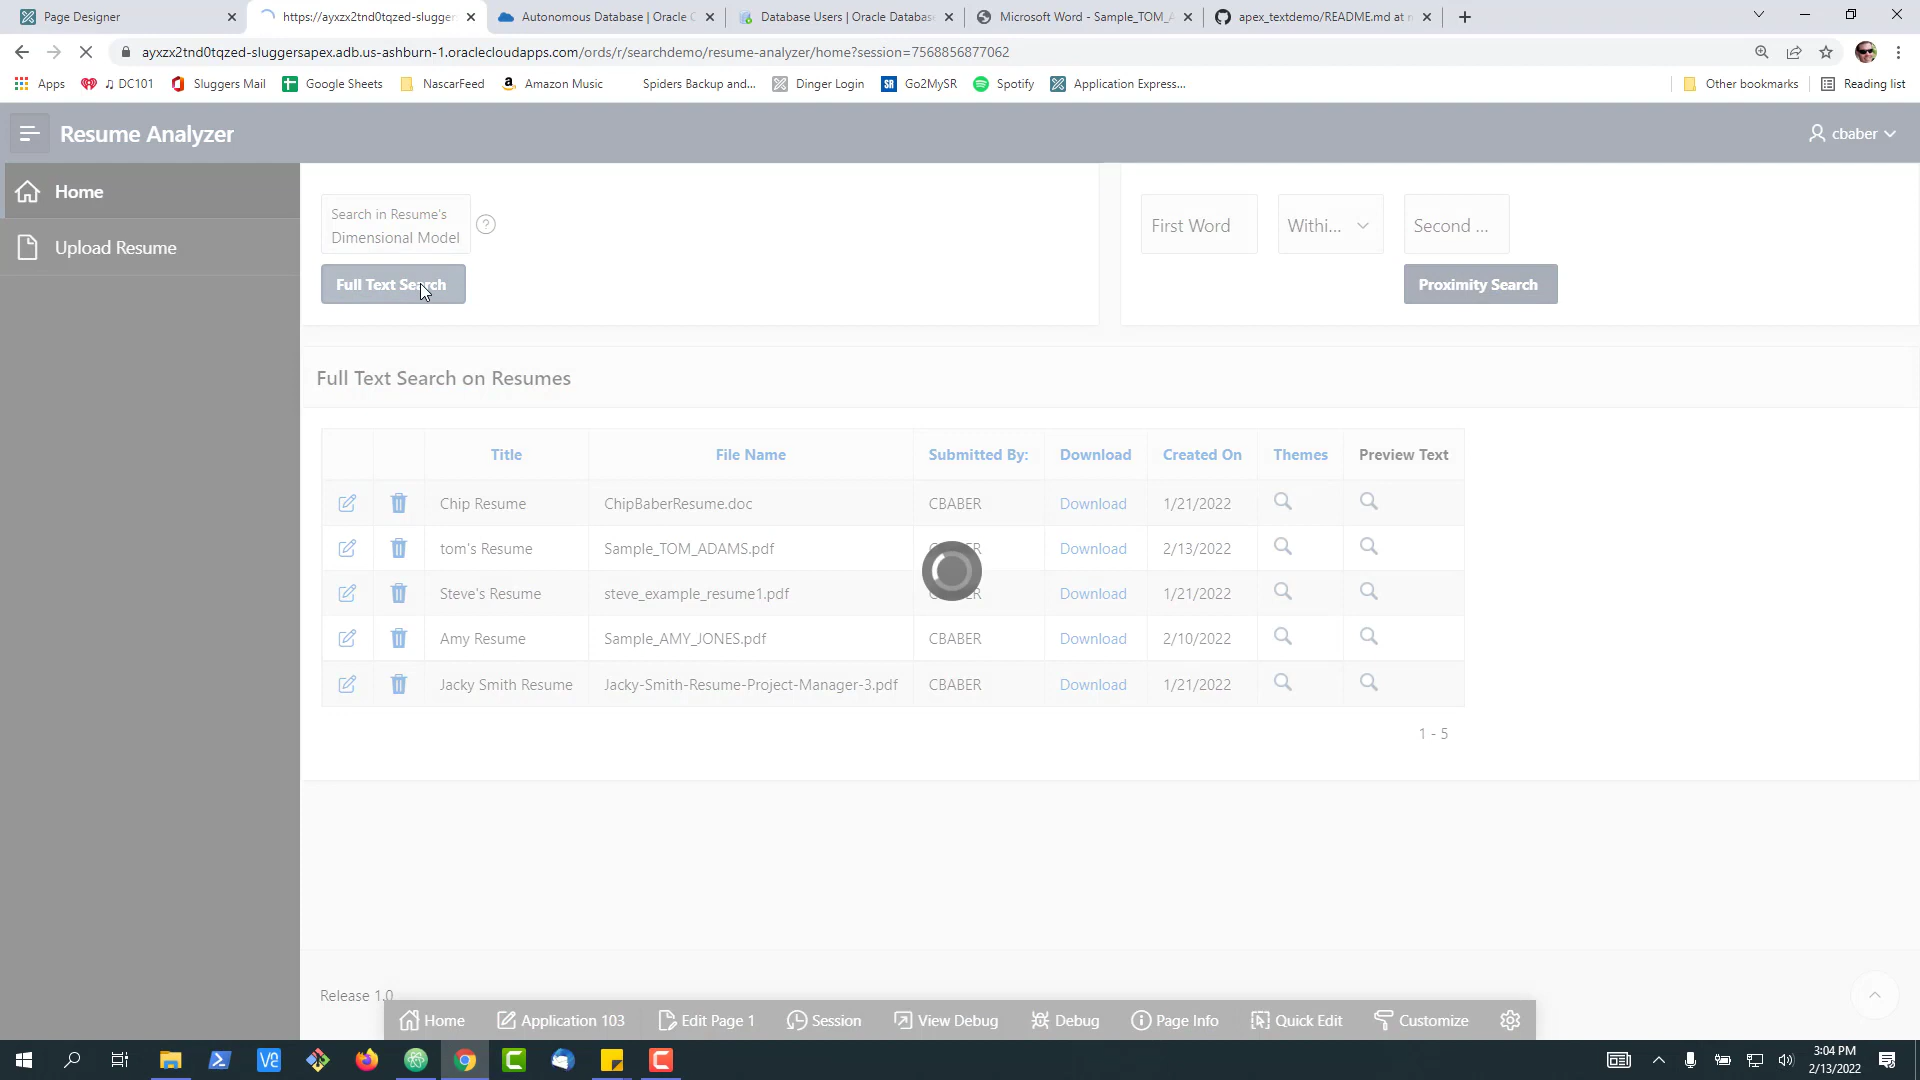 Page Designer
https://ayxzx2tnd0tqzed-slugger
Autonomous Database | Oracle C
Database Users | Oracle Databas
Microsoft Word - Sample_TOM_A
apex_textdemo/README.md at
ayxzx2tnd0tqzed-sluggersapex.adb.us-ashburn-1.oraclecloudapps.com/ords/r/searchdemo/resume-analyzer/home?session=7568856877062
Apps
♫ DC101
Sluggers Mail
Google Sheets
NascarFeed
Amazon Music
Spiders Backup and...
Dinger Login
Go2MySR
Spotify
Application Express...
Other bookmarks
Reading list
Resume Analyzer
cbaber
Home
Upload Resume
Search in Resume's
Dimensional Model
Full Text Search
First Word
Withi...
Second ...
Proximity Search
Full Text Search on Resumes
Title File Name Submitted By: Download Created On Themes Preview Text
Chip Resume ChipBaberResume.doc CBABER Download 1/21/2022
tom's Resume Sample_TOM_ADAMS.pdf CBABER Download 2/13/2022
Steve's Resume steve_example_resume1.pdf CBABER Download 1/21/2022
Amy Resume Sample_AMY_JONES.pdf CBABER Download 2/10/2022
Jacky Smith Resume Jacky-Smith-Resume-Project-Manager-3.pdf CBABER Download 1/21/2022
1 - 5
Release 1.0
Home
Application 103
Edit Page 1
Session
View Debug
Debug
Page Info
Quick Edit
Customize
3:04 PM
2/13/2022